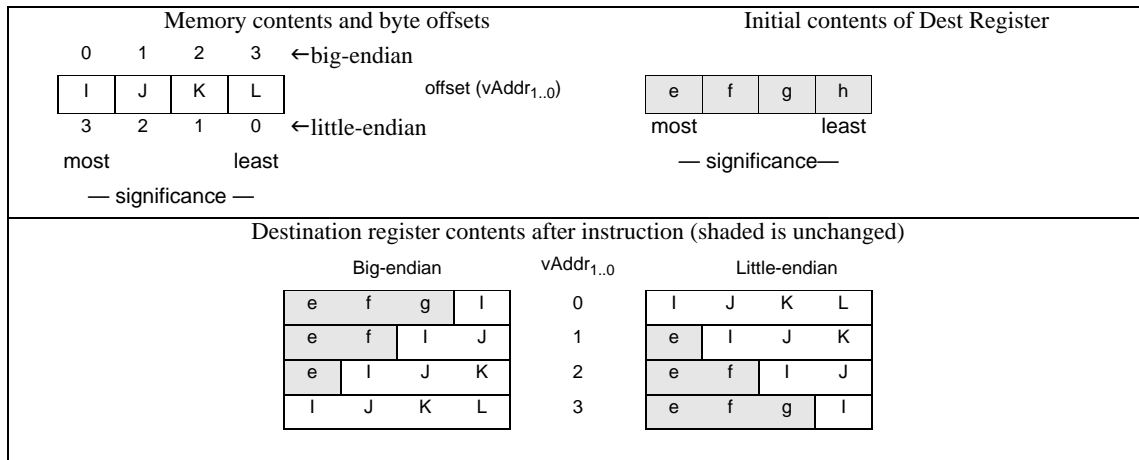 Memory contents and byte offsets
Initial contents of Dest Register
0 1 2 3 ←big-endian
I J K L
offset (vAddr1..0)
e f g h
3 2 1 0 ←little-endian
most least
most least
— significance —
— significance—
Destination register contents after instruction (shaded is unchanged)
Big-endian vAddr1..0 Little-endian
e f g I 0 I J K L
e f I J 1 e I J K
e I J K 2 e f I J
I J K L 3 e f g I